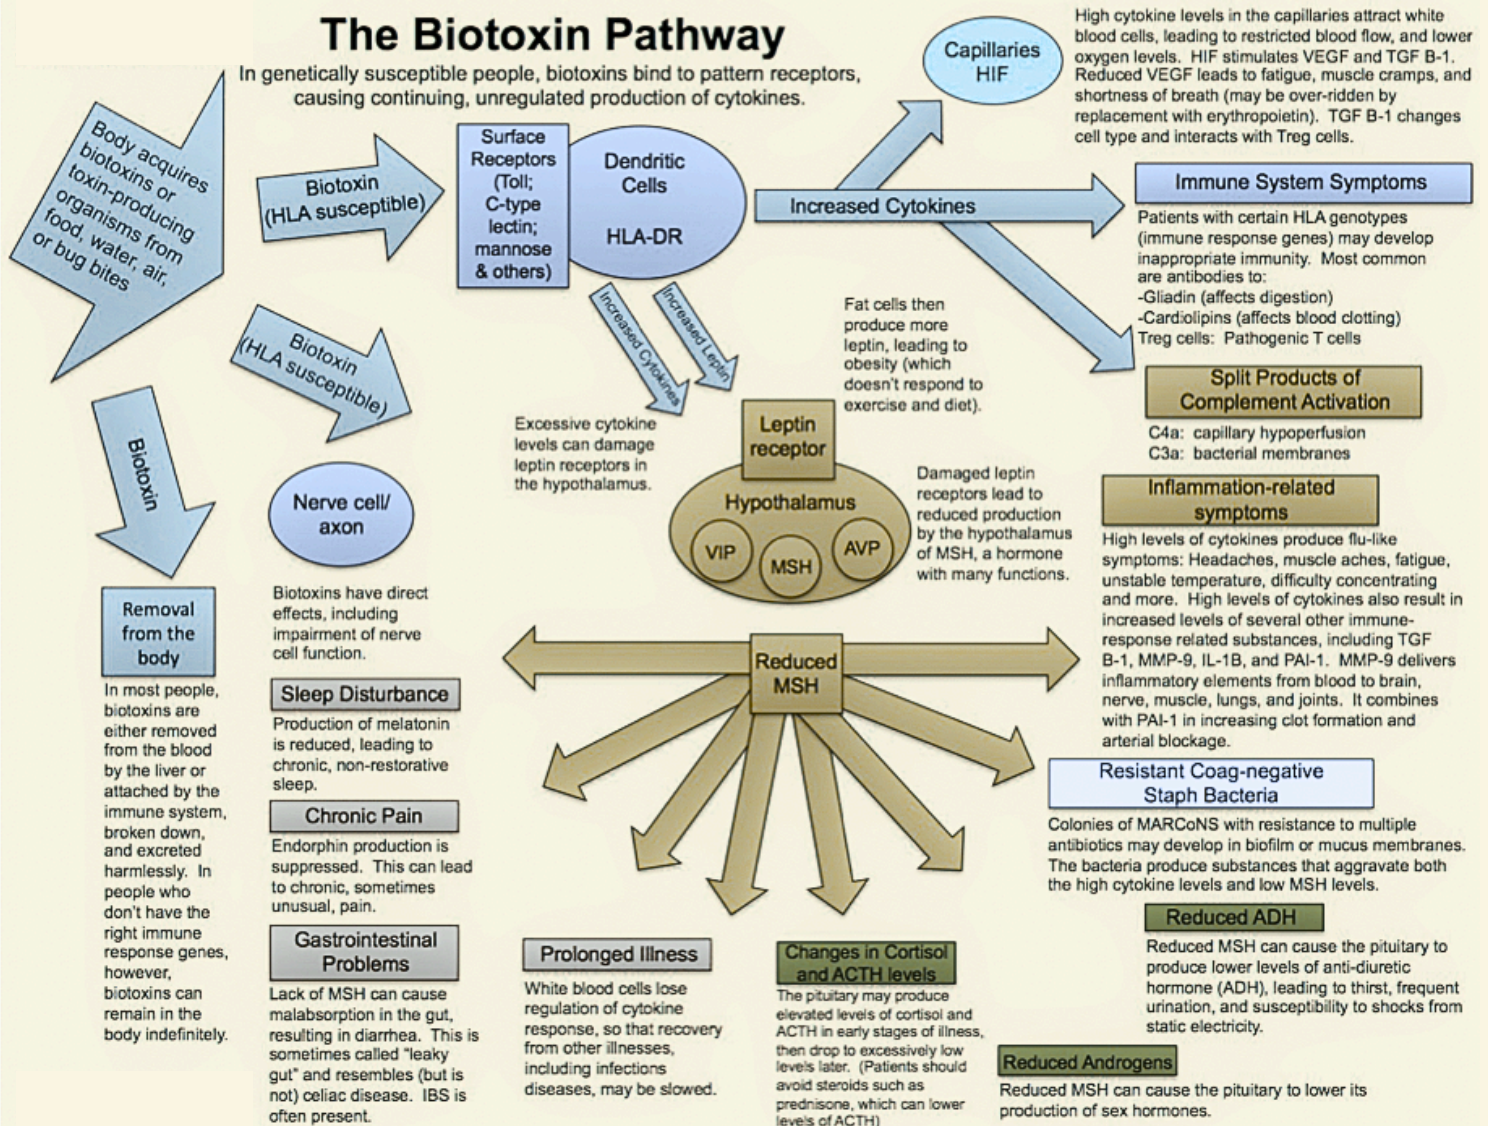 The Biotoxin Pathway
In genetically susceptible people, biotoxins bind to pattern receptors,
causing continuing, unregulated production of cytokines.
Body acquires
biotoxins or
toxin-producing
organisms from
food, water, air,
or bug bites
Biotoxin
(HLA susceptible)
Surface
Receptors
(Toll;
C-type
lectin;
mannose
& others)
Dendritic
Cells
HLA-DR
Increased Cytokines
Capillaries
HIF
High cytokine levels in the capillaries attract white
blood cells, leading to restricted blood flow, and lower
oxygen levels. HIF stimulates VEGF and TGF B-1.
Reduced VEGF leads to fatigue, muscle cramps, and
shortness of breath (may be over-ridden by
replacement with erythropoietin). TGF B-1 changes
cell type and interacts with Treg cells.
Immune System Symptoms
Patients with certain HLA genotypes
(immune response genes) may develop
inappropriate immunity. Most common
are antibodies to:
-Gliadin (affects digestion)
-Cardiolipins (affects blood clotting)
Treg cells: Pathogenic T cells
Split Products of
Complement Activation
C4a: capillary hypoperfusion
C3a: bacterial membranes
Inflammation-related
symptoms
High levels of cytokines produce flu-like
symptoms: Headaches, muscle aches, fatigue,
unstable temperature, difficulty concentrating
and more. High levels of cytokines also result in
increased levels of several other immune-
response related substances, including TGF
B-1, MMP-9, IL-1B, and PAI-1. MMP-9 delivers
inflammatory elements from blood to brain,
nerve, muscle, lungs, and joints. It combines
with PAI-1 in increasing clot formation and
arterial blockage.
Resistant Coag-negative
Staph Bacteria
Colonies of MARCoNS with resistance to multiple
antibiotics may develop in biofilm or mucus membranes.
The bacteria produce substances that aggravate both
the high cytokine levels and low MSH levels.
Reduced ADH
Reduced MSH can cause the pituitary to
produce lower levels of anti-diuretic
hormone (ADH), leading to thirst, frequent
urination, and susceptibility to shocks from
static electricity.
Reduced Androgens
Reduced MSH can cause the pituitary to lower its
production of sex hormones.
Increased Cytokines
Increased Leptin
Fat cells then
produce more
leptin, leading to
obesity (which
doesn't respond to
exercise and diet).
Excessive cytokine
levels can damage
leptin receptors in
the hypothalamus.
Leptin
receptor
Hypothalamus
VIP
MSH
AVP
Damaged leptin
receptors lead to
reduced production
by the hypothalamus
of MSH, a hormone
with many functions.
Reduced
MSH
Biotoxin
(HLA susceptible)
Nerve cell/
axon
Biotoxins have direct
effects, including
impairment of nerve
cell function.
Biotoxin
Removal
from the
body
In most people,
biotoxins are
either removed
from the blood
by the liver or
attached by the
immune system,
broken down,
and excreted
harmlessly. In
people who
don't have the
right immune
response genes,
however,
biotoxins can
remain in the
body indefinitely.
Sleep Disturbance
Production of melatonin
is reduced, leading to
chronic, non-restorative
sleep.
Chronic Pain
Endorphin production is
suppressed. This can lead
to chronic, sometimes
unusual, pain.
Gastrointestinal
Problems
Lack of MSH can cause
malabsorption in the gut,
resulting in diarrhea. This is
sometimes called "leaky
gut" and resembles (but is
not) celiac disease. IBS is
often present.
Prolonged Illness
White blood cells lose
regulation of cytokine
response, so that recovery
from other illnesses,
including infections
diseases, may be slowed.
Changes in Cortisol
and ACTH levels
The pituitary may produce
elevated levels of cortisol and
ACTH in early stages of illness,
then drop to excessively low
levels later. (Patients should
avoid steroids such as
prednisone, which can lower
levels of ACTH)